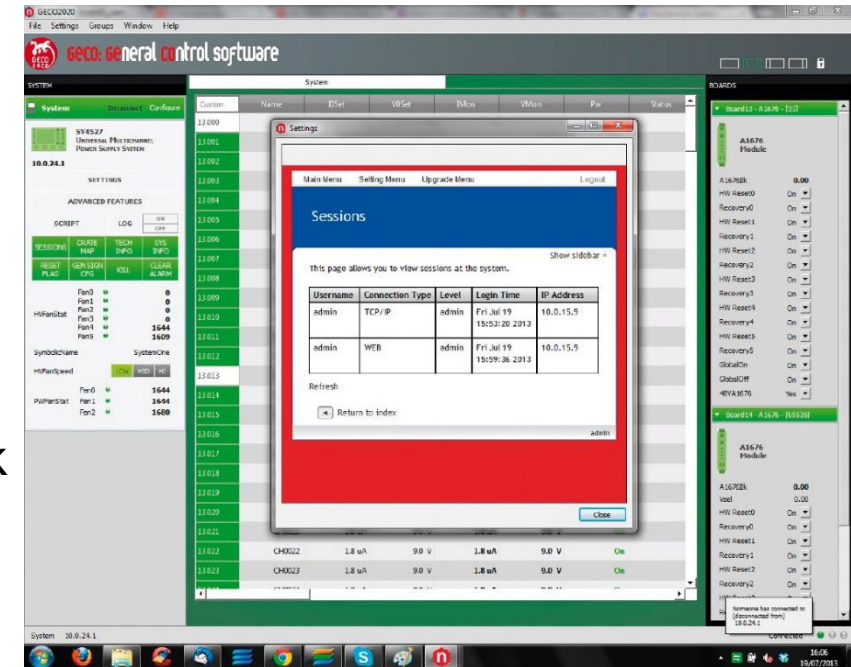 GECO2020
File Settings Groups Window Help
GECO: GEneral COntrol software
SYSTEM
System
BOARDS
System Disconnect Configure
SY4527
Universal Multichannel
Power Supply System
10.0.24.1
SETTINGS
ADVANCED FEATURES
SCRIPT LOG ON
OFF
SESSIONS CRATE MAP TECH INFO SYS INFO
RESET FLAG GEN SIGN CFG KILL CLEAR ALARM
HVFanStat
Fan0 0
Fan1 0
Fan2 0
Fan3 0
Fan4 1644
Fan5 1609
SymbolicName SystemOne
HVFanSpeed LOW MID HI
PWFanStat
Fan0 1644
Fan1 1644
Fan2 1680
Custom Name I0Set V0Set IMon VMon Pw Status
13.000
13.001
13.002
13.003
13.004
13.005
13.006
13.007
13.008
13.009
13.010
13.011
13.012
13.013
13.014
13.015
13.016
13.017
13.018
13.019
13.020
13.021
13.022 CH0022 1.8 uA 9.0 V 1.8 uA 9.0 V On
13.023 CH0023 1.8 uA 9.0 V 1.8 uA 9.0 V On
Settings
Main Menu Setting Menu Upgrade Menu Logout
Sessions
Show sidebar »
This page allows you to view sessions at the system.
Username Connection Type Level Login Time IP Address
admin TCP/IP admin Fri Jul 19 15:53:20 2013 10.0.15.9
admin WEB admin Fri Jul 19 15:59:36 2013 10.0.15.9
Refresh
Return to index
admin
Close
Board13 - A1676 - [31]
A1676
Module
A1676Ilk 0.00
HW Reset0 On
Recovery0 On
HW Reset1 On
Recovery1 On
HW Reset2 On
Recovery2 On
HW Reset3 On
Recovery3 On
HW Reset4 On
Recovery4 On
HW Reset5 On
Recovery5 On
GlobalOn On
GlobalOff On
48VA1676 Yes
Board14 - A1676 - [65535]
A1676
Module
A1676Ilk 0.00
Vsel 0.00
HW Reset0 On
Recovery0 On
HW Reset1 On
Recovery1 On
HW Reset2 On
Recovery2 On
Someone has connected to
[disconnected from]
10.0.24.1
System 10.0.24.1 Connected
16:06
19/07/2013
k